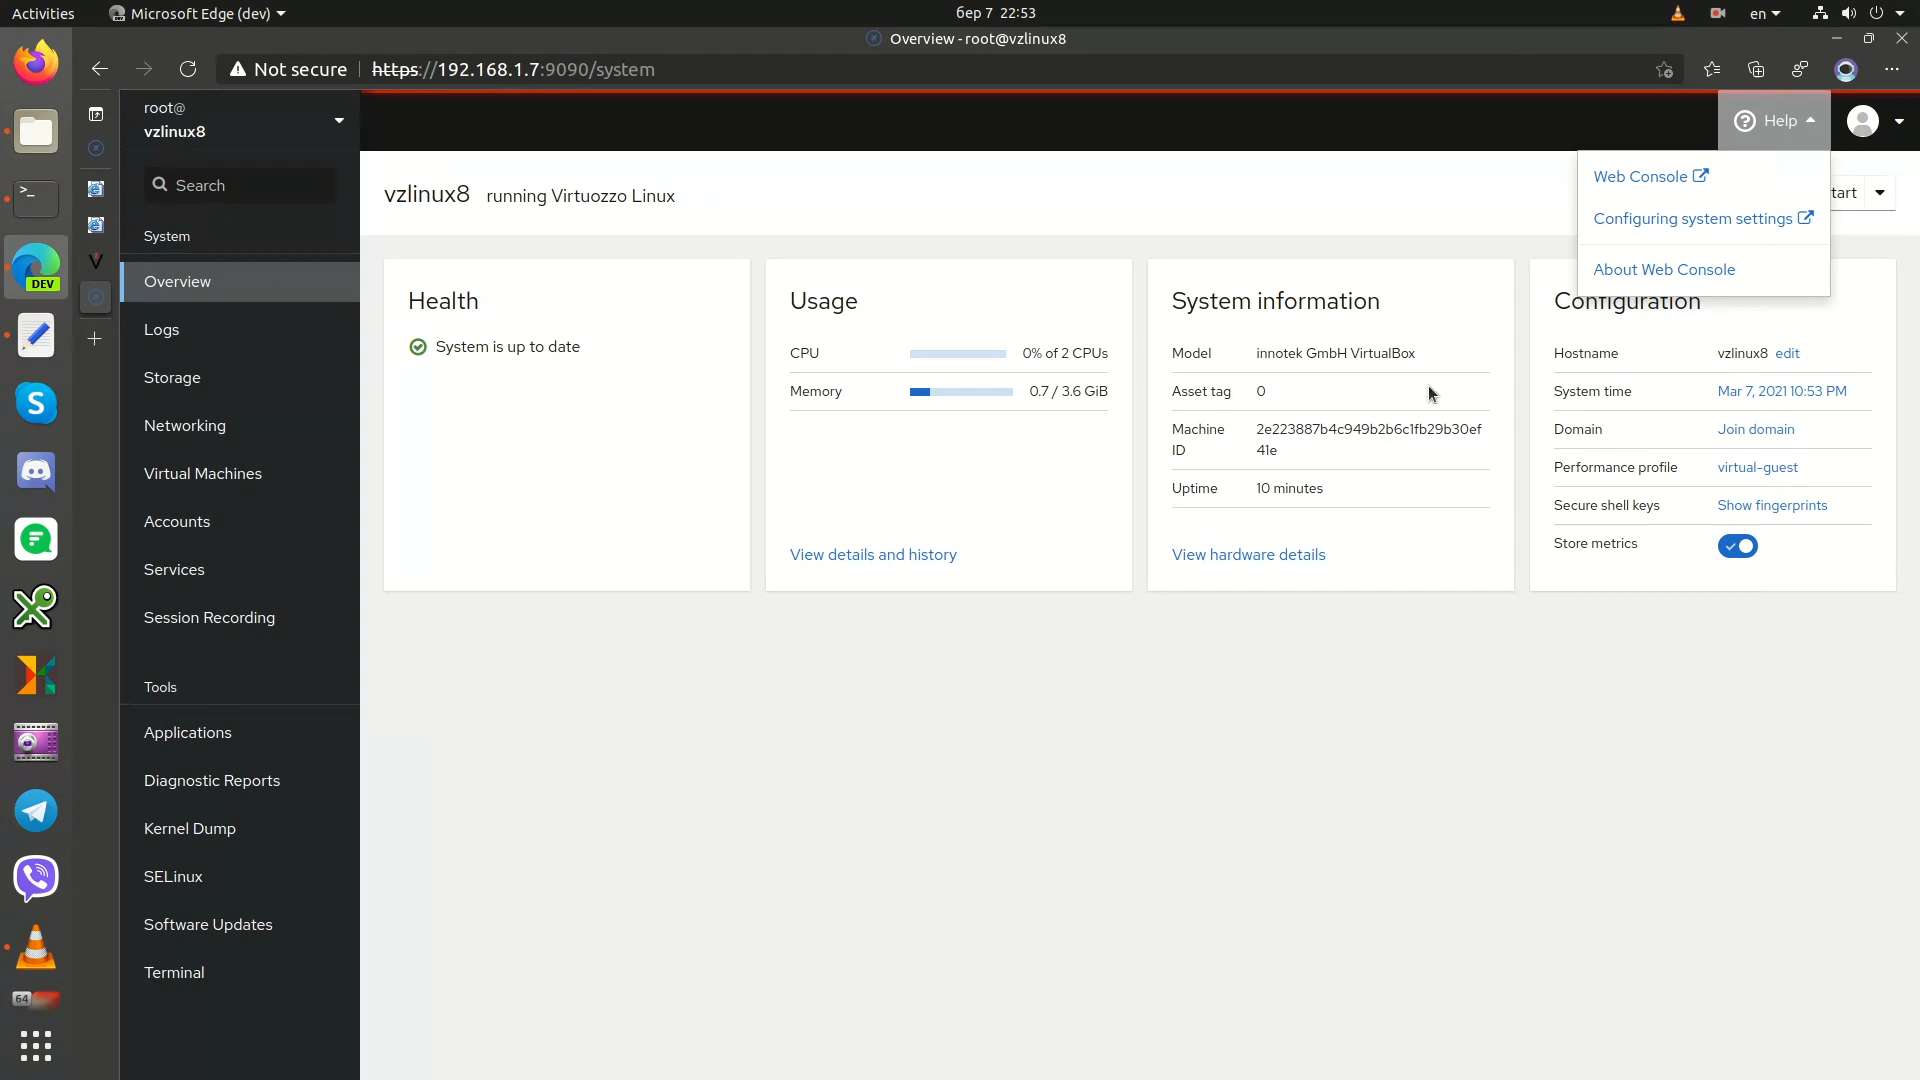 Activities
Microsoft Edge (dev)
бер 7 22:53
en
Overview - root@vzlinux8
Not secure
https://192.168.1.7:9090/system
root@
vzlinux8
Help
Search
Web Console
Configuring system settings
About Web Console
vzlinux8 running Virtuozzo Linux
tart
System
Overview
Logs
Storage
Networking
Virtual Machines
Accounts
Services
Session Recording
Tools
Applications
Diagnostic Reports
Kernel Dump
SELinux
Software Updates
Terminal
Health
System is up to date
Usage
CPU 0% of 2 CPUs
Memory 0.7 / 3.6 GiB
View details and history
System information
Model innotek GmbH VirtualBox
Asset tag 0
Machine ID 2e223887b4c949b2b6c1fb29b30ef
41e
Uptime 10 minutes
View hardware details
Configuration
Hostname vzlinux8 edit
System time Mar 7, 2021 10:53 PM
Domain Join domain
Performance profile virtual-guest
Secure shell keys Show fingerprints
Store metrics
DEV
64